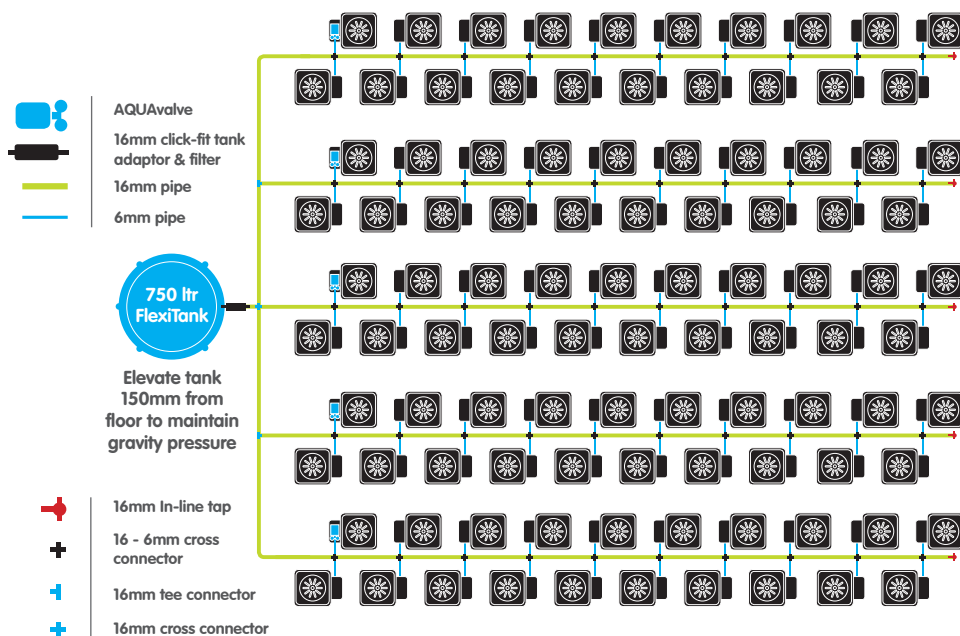 AQUAvalve
16mm click-fit tank
adaptor & filter
16mm pipe
6mm pipe
750 ltr
FlexiTank
Elevate tank
150mm from
floor to maintain
gravity pressure
16mm In-line tap
16 - 6mm cross
connector
16mm tee connector
16mm cross connector